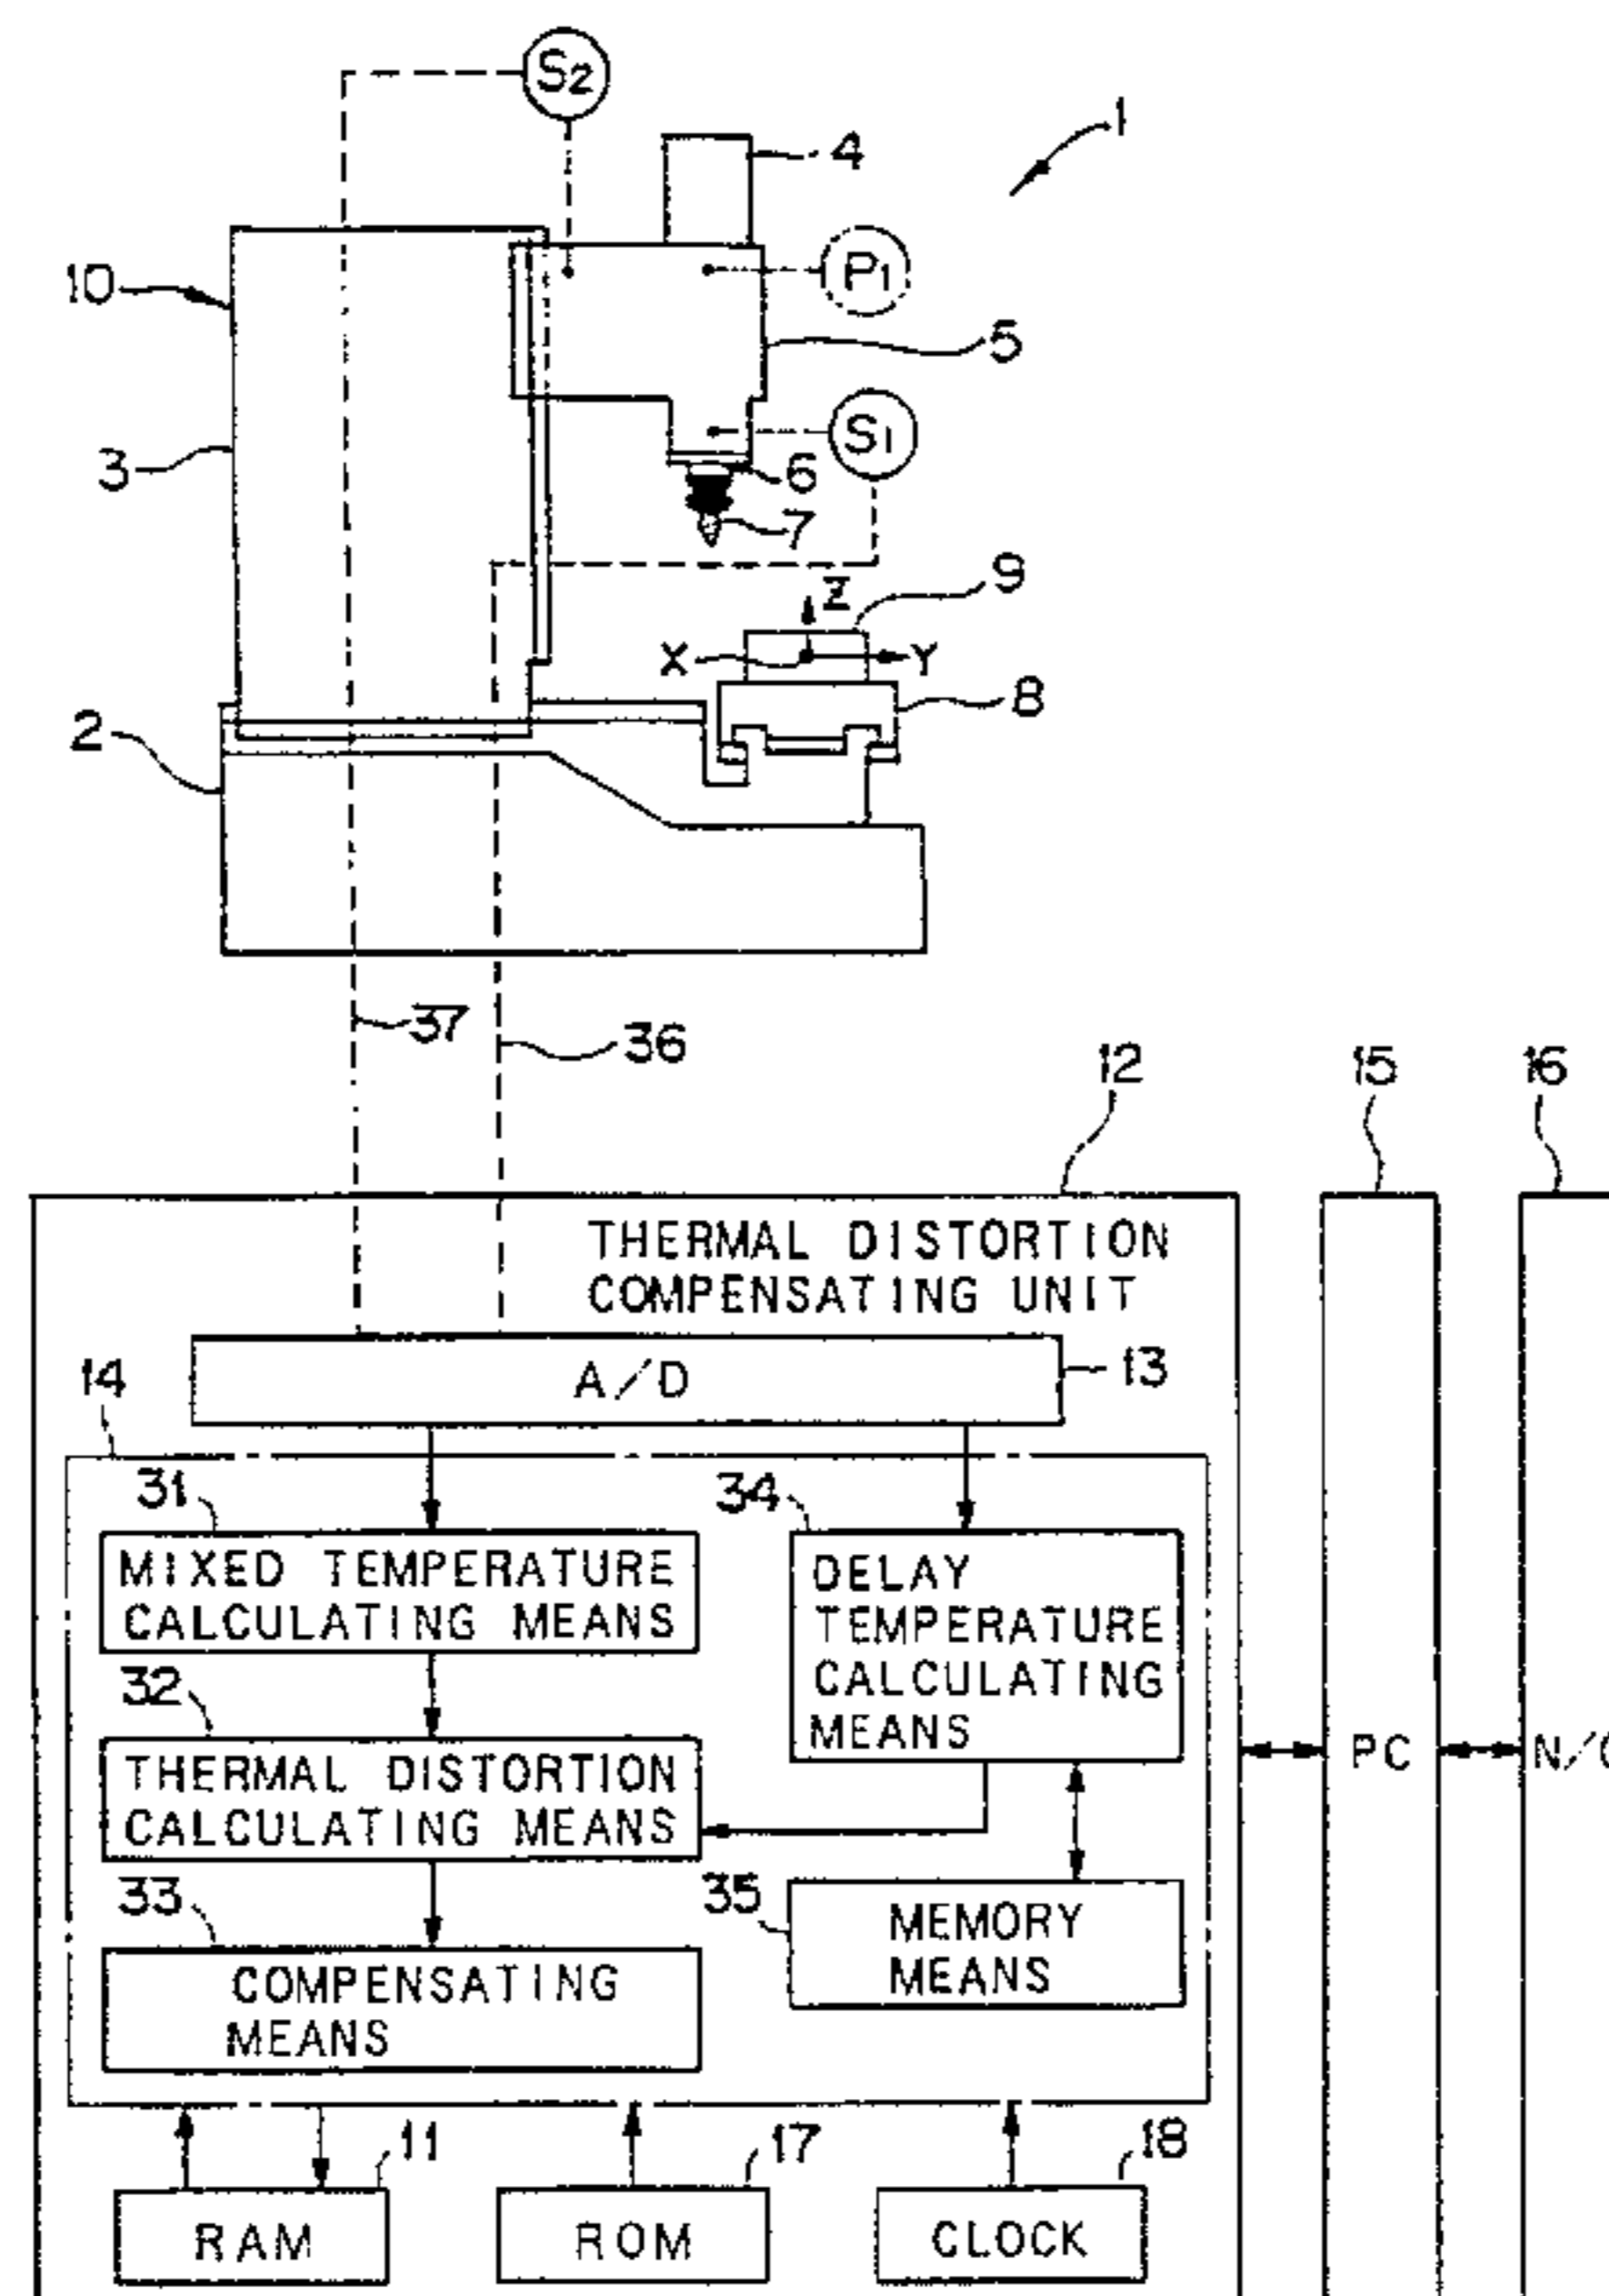 S2
1
4
10
P1
5
3
S1
6
7
9
Z
X
Y
8
2
37
36
12
15
16
THERMAL DISTORTION
COMPENSATING UNIT
A/D
13
14
31
34
MIXED TEMPERATURE
CALCULATING MEANS
DELAY
TEMPERATURE
CALCULATING
MEANS
32
THERMAL DISTORTION
CALCULATING MEANS
PC
N/C
33
35
COMPENSATING
MEANS
MEMORY
MEANS
11
17
18
RAM
ROM
CLOCK